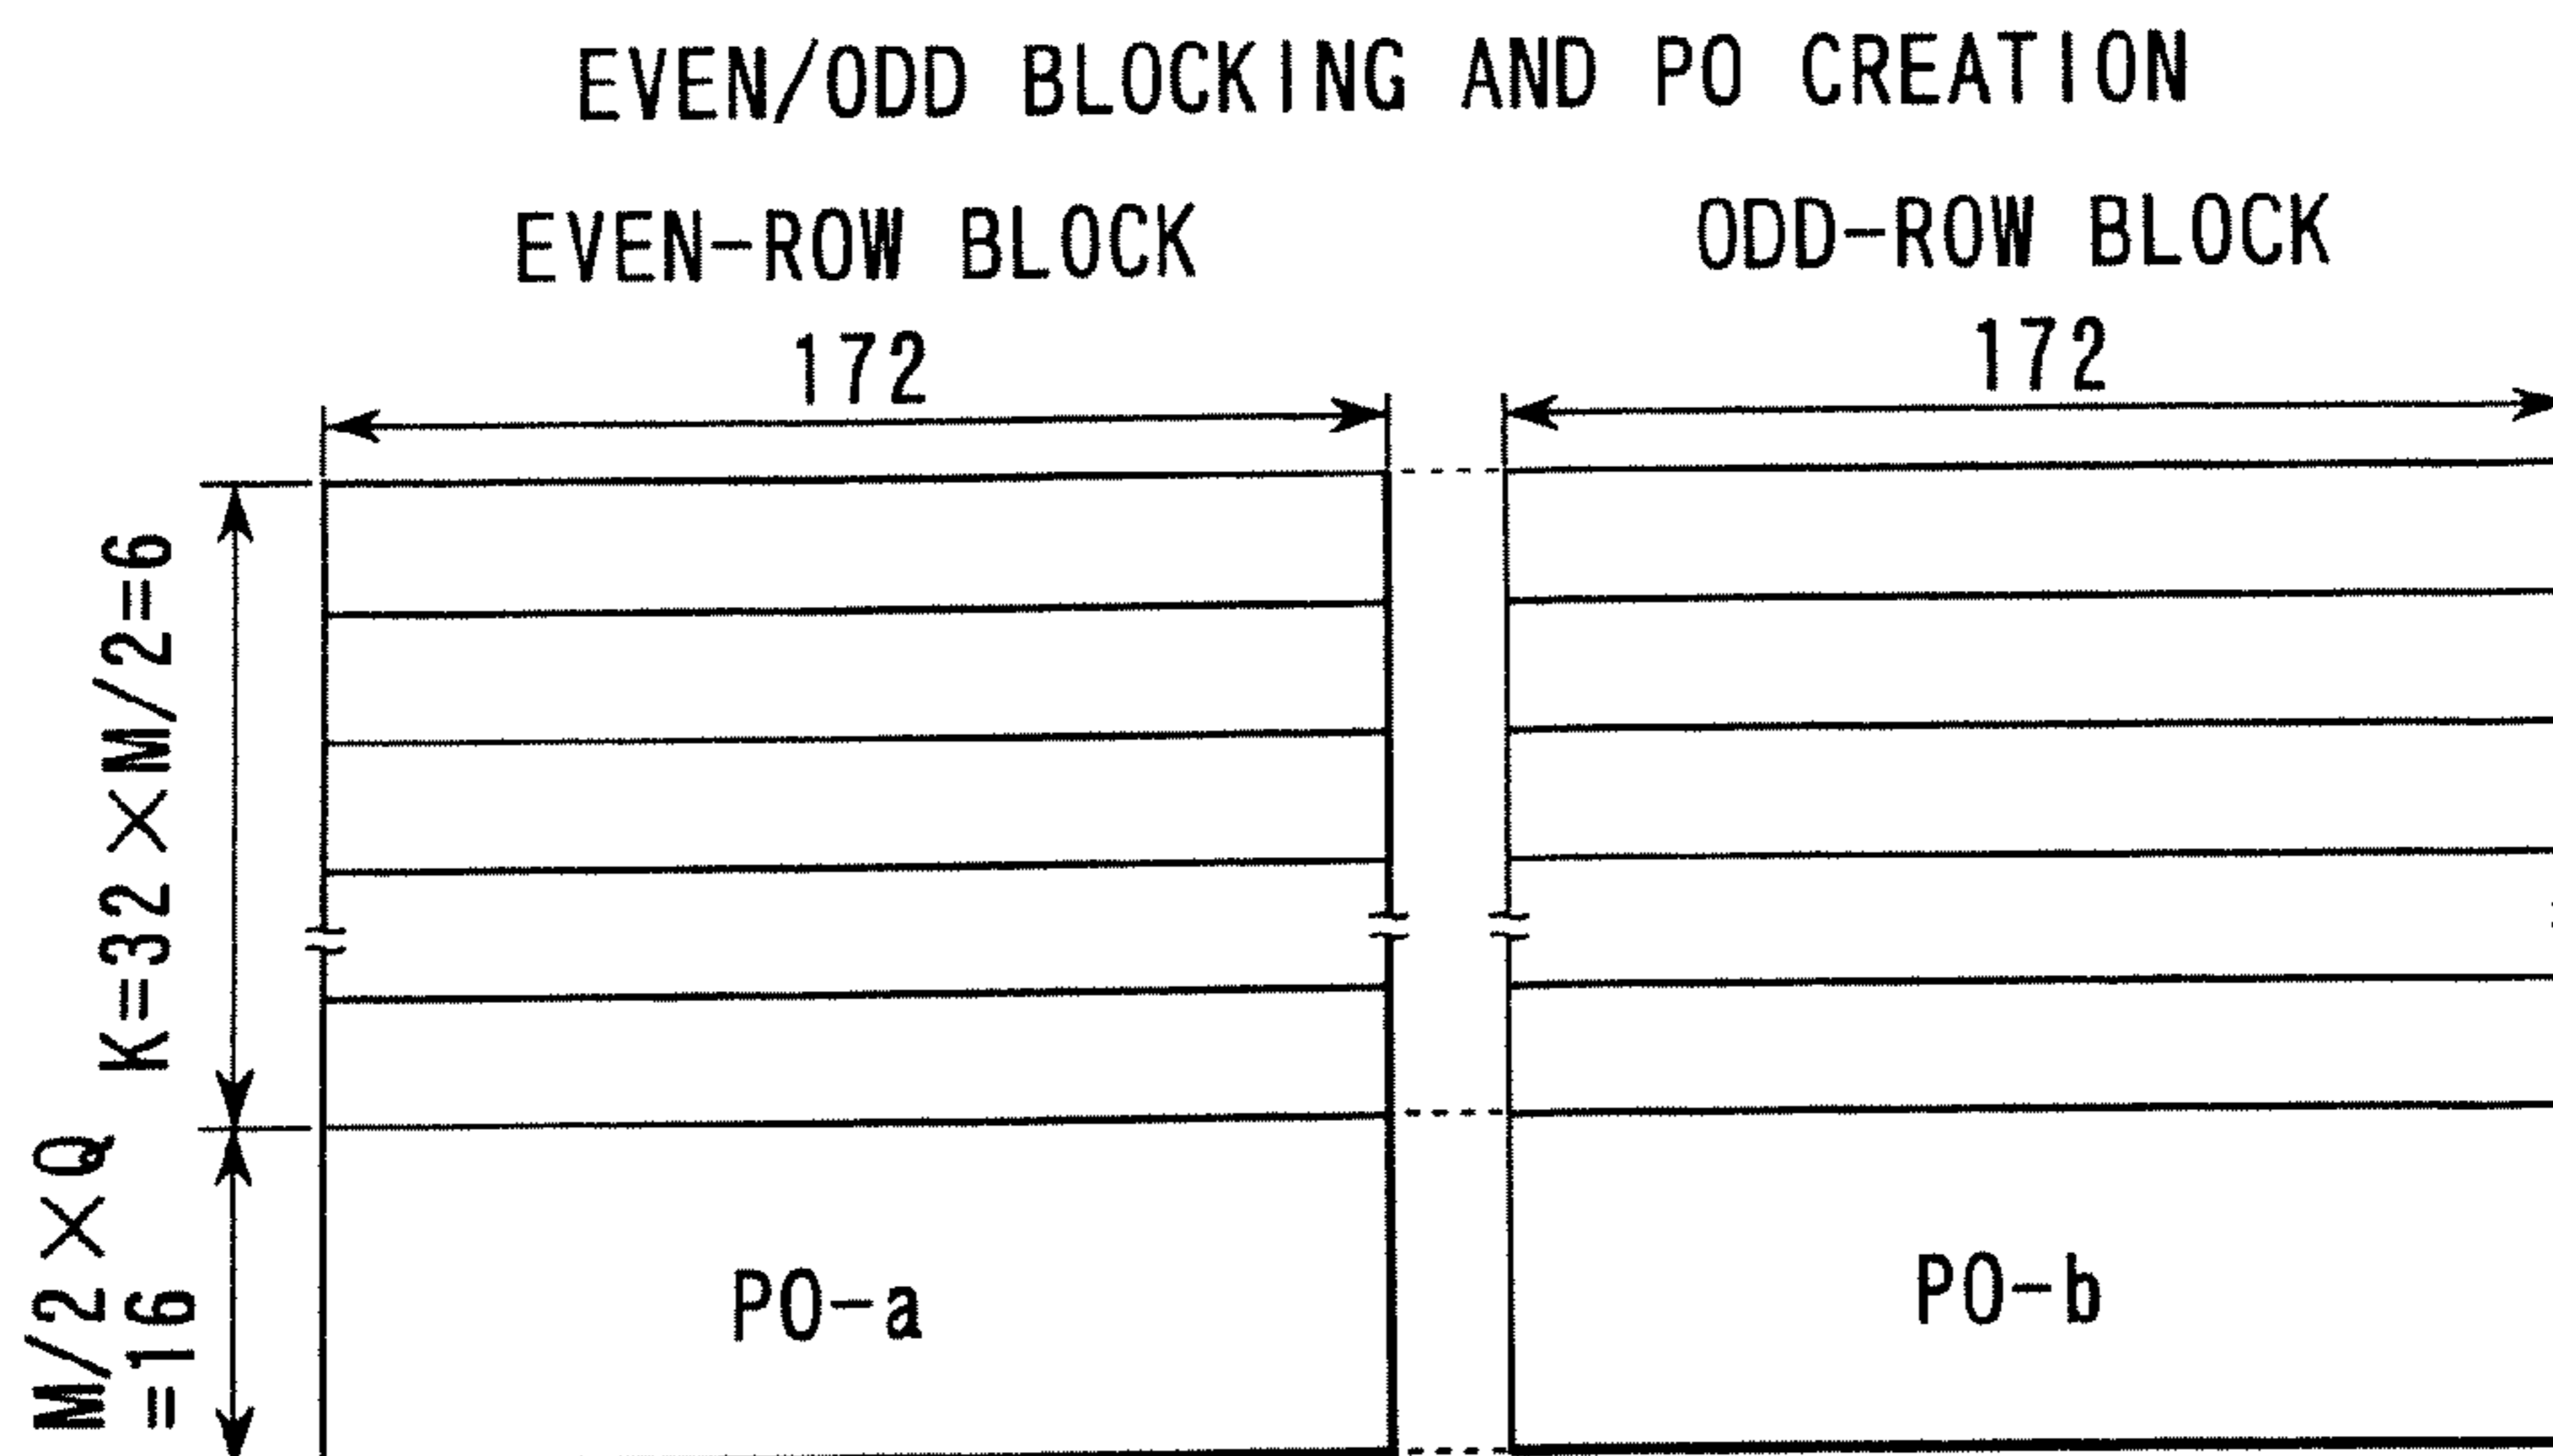 EVEN/ODD BLOCKING AND PO CREATION
EVEN-ROW BLOCK
ODD-ROW BLOCK
172
172
K=32×M/2=6
M/2×Q
=16
PO-a
PO-b